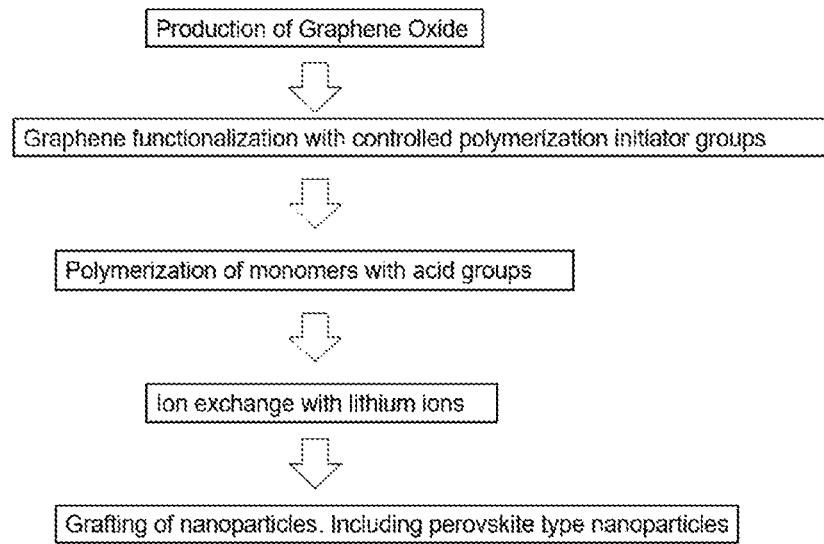 Production of Graphene Oxide
Graphene functionalization with controlled polymerization initiator groups
Polymerization of monomers with acid groups
Ion exchange with lithium ions
Grafting of nanoparticles. Including perovskite type nanoparticles